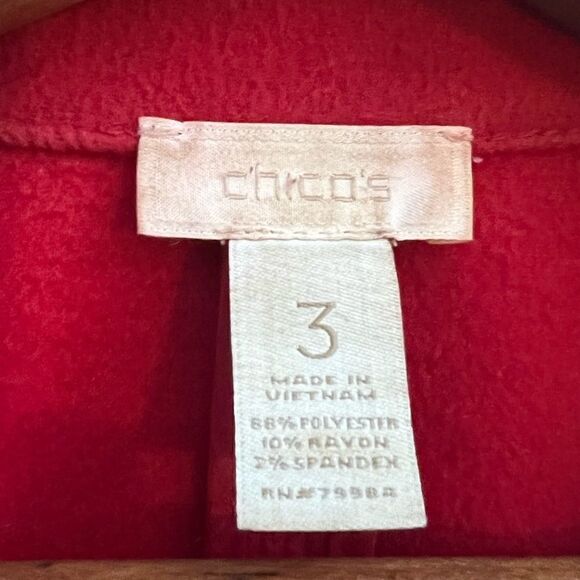 chico's
3
MADE IN
VIETNAM
88% POLYESTER
10% RAYON
2% SPANDEX
RN# 79984